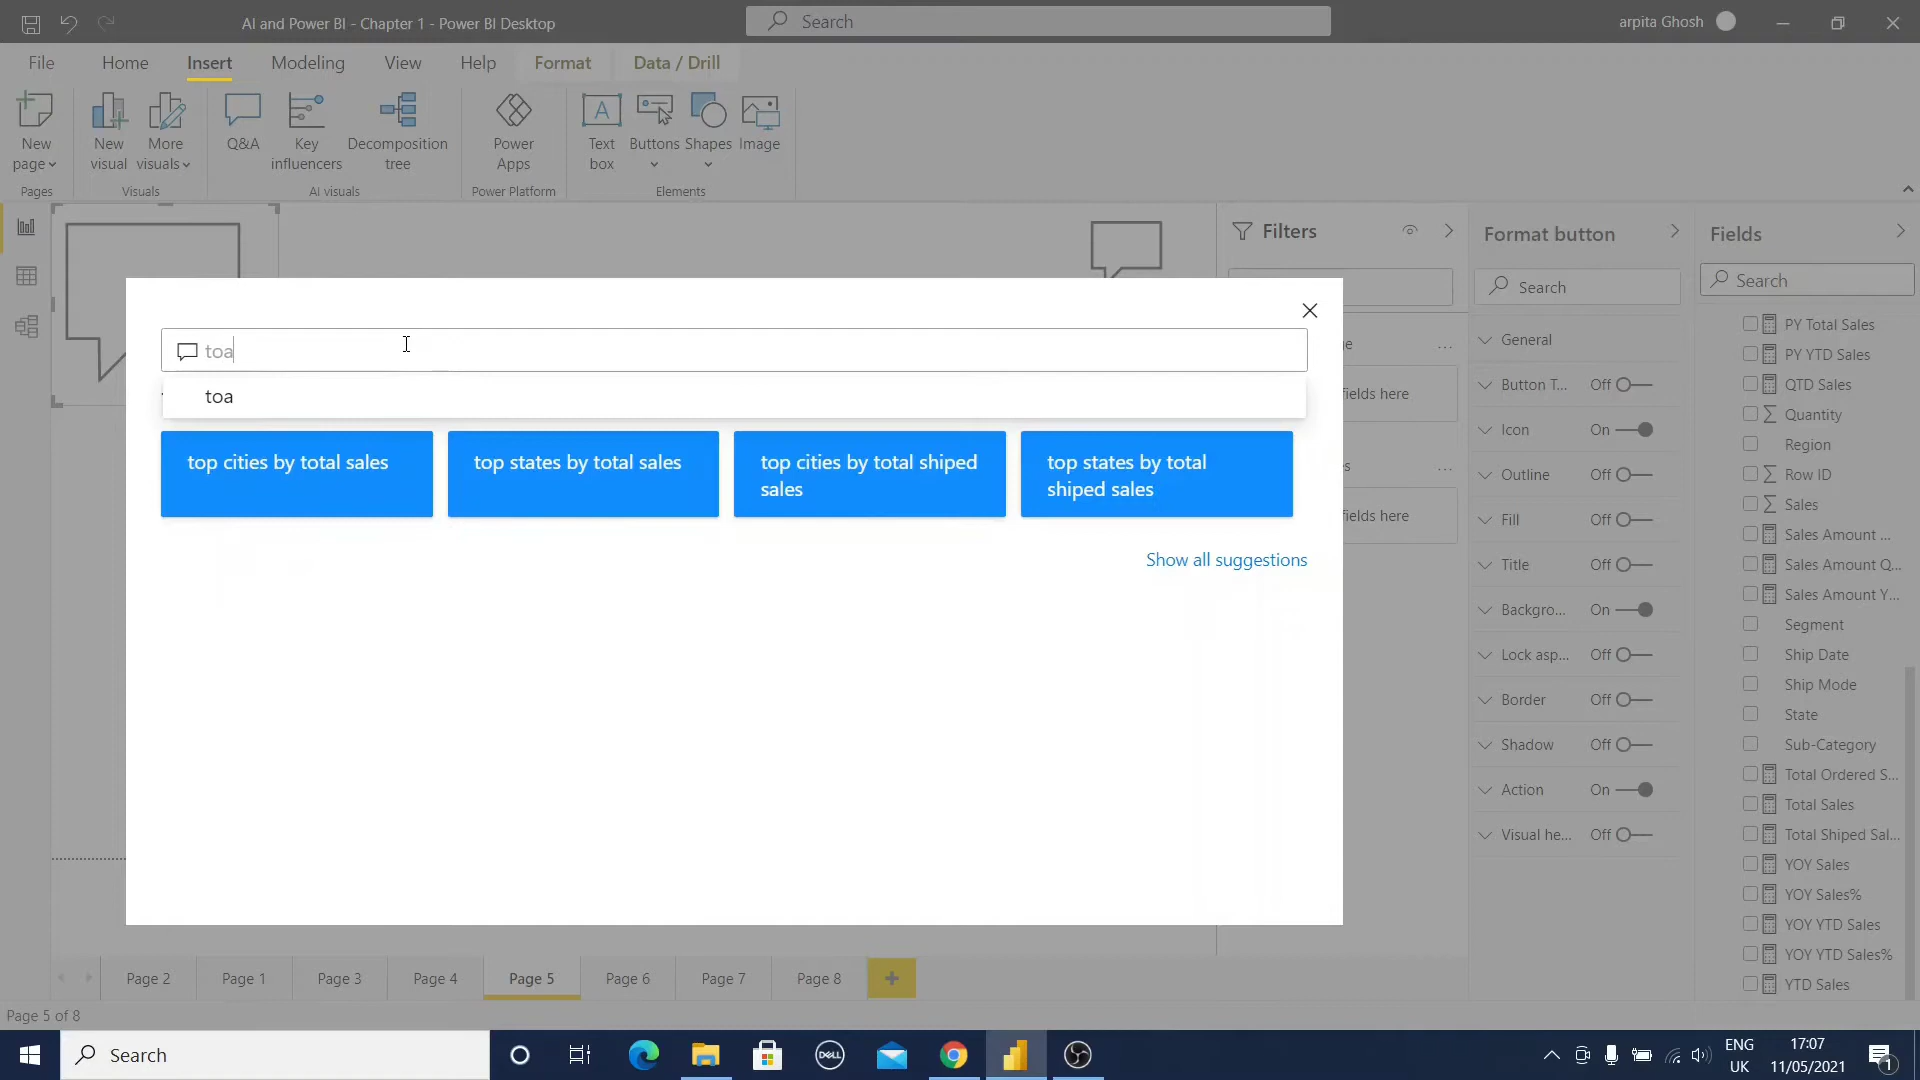 AI and Power BI - Chapter 1 - Power BI Desktop
Search
arpita Ghosh
File
Home
Insert
Modeling
View
Help
Format
Data / Drill
New page
New visual
More visuals
Q&A
Key influencers
Decomposition tree
Power Apps
Text box
Buttons
Shapes
Image
Pages
Visuals
AI visuals
Power Platform
Elements
Filters
Format button
Fields
Search
Search
toa
toa
top cities by total sales
top states by total sales
top cities by total shiped sales
top states by total shiped sales
Show all suggestions
fields here
fields here
General
Button T... Off
Icon On
Outline Off
Fill Off
Title Off
Backgro... On
Lock asp... Off
Border Off
Shadow Off
Action On
Visual he... Off
PY Total Sales
PY YTD Sales
QTD Sales
Quantity
Region
Row ID
Sales
Sales Amount ...
Sales Amount Q...
Sales Amount Y...
Segment
Ship Date
Ship Mode
State
Sub-Category
Total Ordered S...
Total Sales
Total Shiped Sal...
YOY Sales
YOY Sales%
YOY YTD Sales
YOY YTD Sales%
YTD Sales
Page 2
Page 1
Page 3
Page 4
Page 5
Page 6
Page 7
Page 8
Page 5 of 8
Search
DELL
ENG
UK
17:07
11/05/2021
1